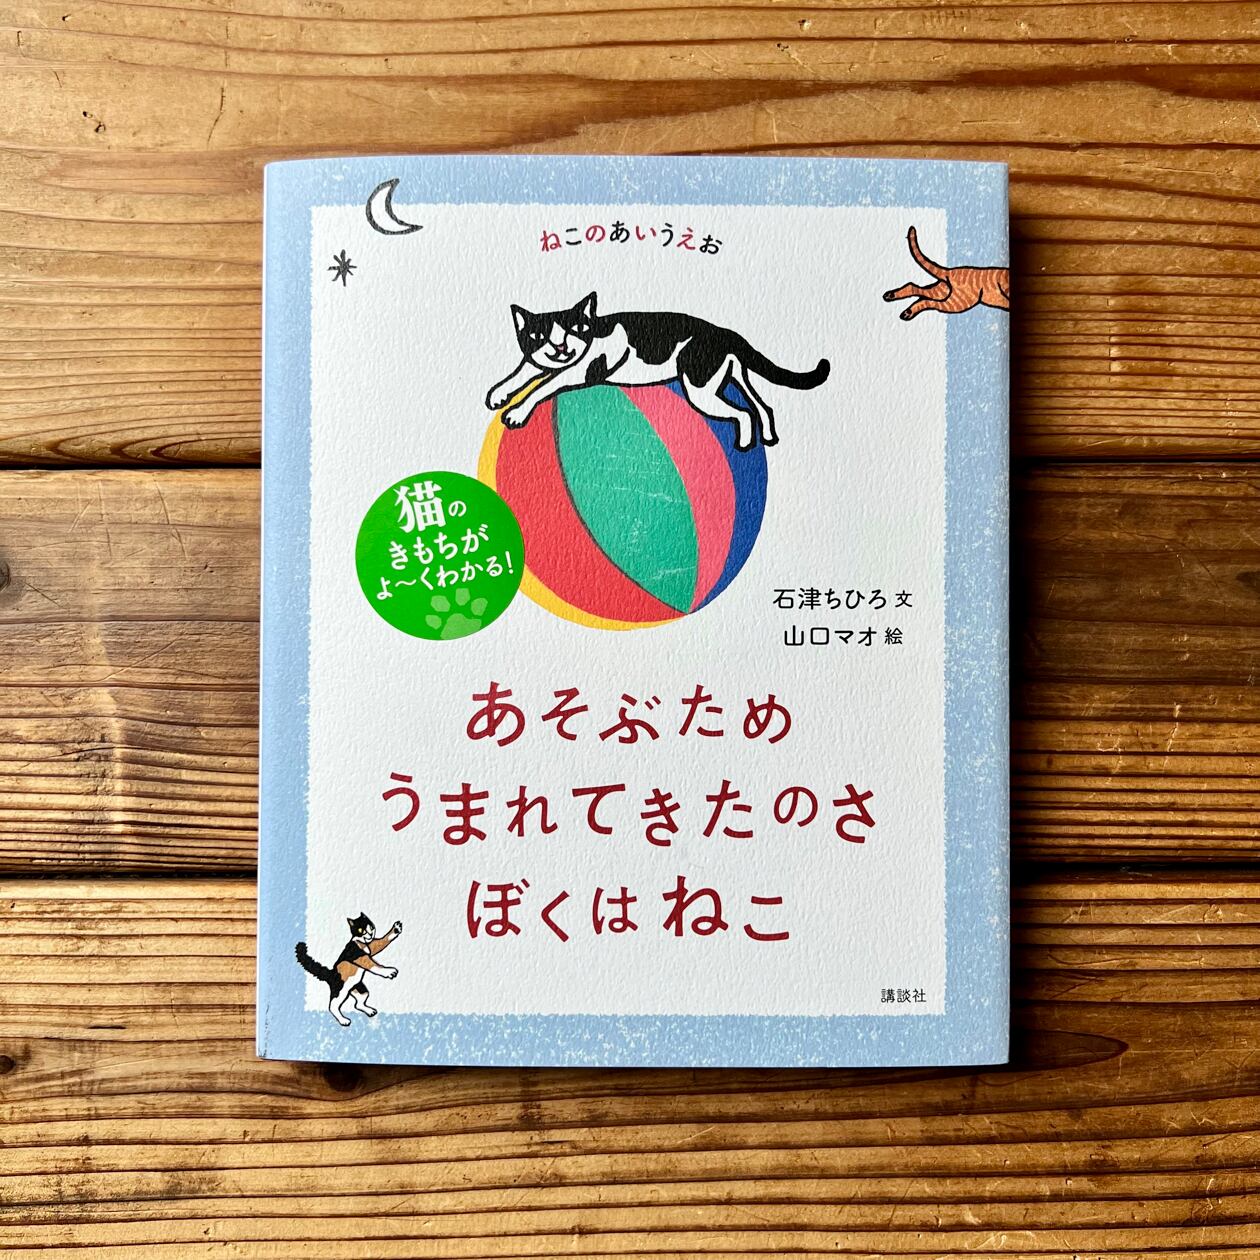 ねこのあいうえお
猫の
きもちが
よ〜くわかる!
石津ちひろ 文
山口マオ 絵
あそぶため
うまれてきたのさ
ぼくはねこ
講談社